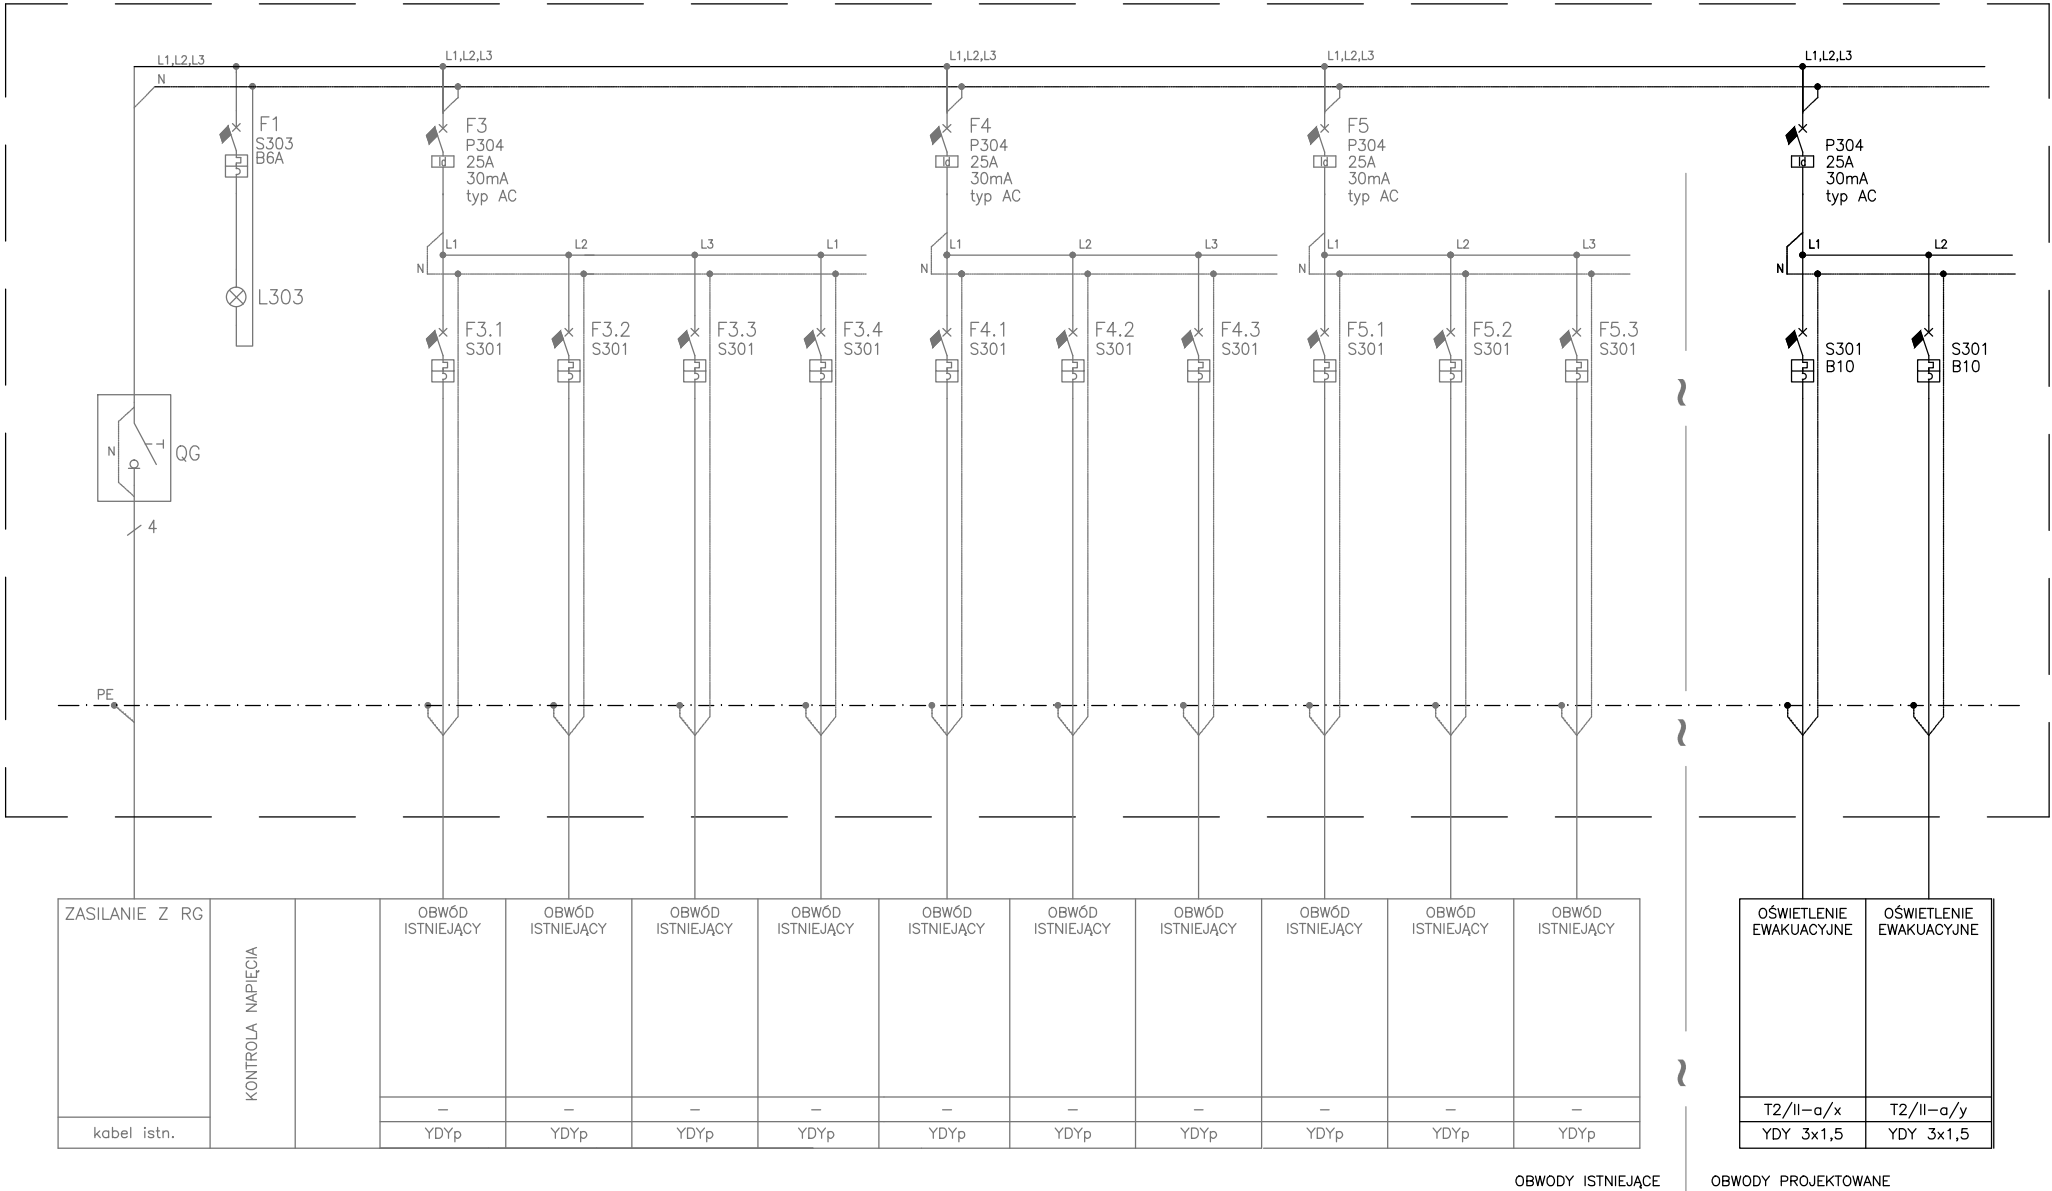 L1,L2,L3
N
L1,L2,L3
L1,L2,L3
L1,L2,L3
L1,L2,L3
F1
S303
B6A
L303
F3
P304
25A
30mA
typ AC
F4
P304
25A
30mA
typ AC
F5
P304
25A
30mA
typ AC
P304
25A
30mA
typ AC
N
L1
L2
L3
L1
N
L1
L2
L3
N
L1
L2
L3
N
L1
L2
F3.1
S301
F3.2
S301
F3.3
S301
F3.4
S301
F4.1
S301
F4.2
S301
F4.3
S301
F5.1
S301
F5.2
S301
F5.3
S301
S301
B10
S301
B10
N
QG
4
PE
ZASILANIE Z RG
kabel istn.
KONTROLA NAPIĘCIA
OBWÓD
ISTNIEJĄCY
–
YDYp
OBWÓD
ISTNIEJĄCY
–
YDYp
OBWÓD
ISTNIEJĄCY
–
YDYp
OBWÓD
ISTNIEJĄCY
–
YDYp
OBWÓD
ISTNIEJĄCY
–
YDYp
OBWÓD
ISTNIEJĄCY
–
YDYp
OBWÓD
ISTNIEJĄCY
–
YDYp
OBWÓD
ISTNIEJĄCY
–
YDYp
OBWÓD
ISTNIEJĄCY
–
YDYp
OBWÓD
ISTNIEJĄCY
–
YDYp
OŚWIETLENIE
EWAKUACYJNE
T2/II–a/x
YDY 3x1,5
OŚWIETLENIE
EWAKUACYJNE
T2/II–a/y
YDY 3x1,5
OBWODY ISTNIEJĄCE
OBWODY PROJEKTOWANE